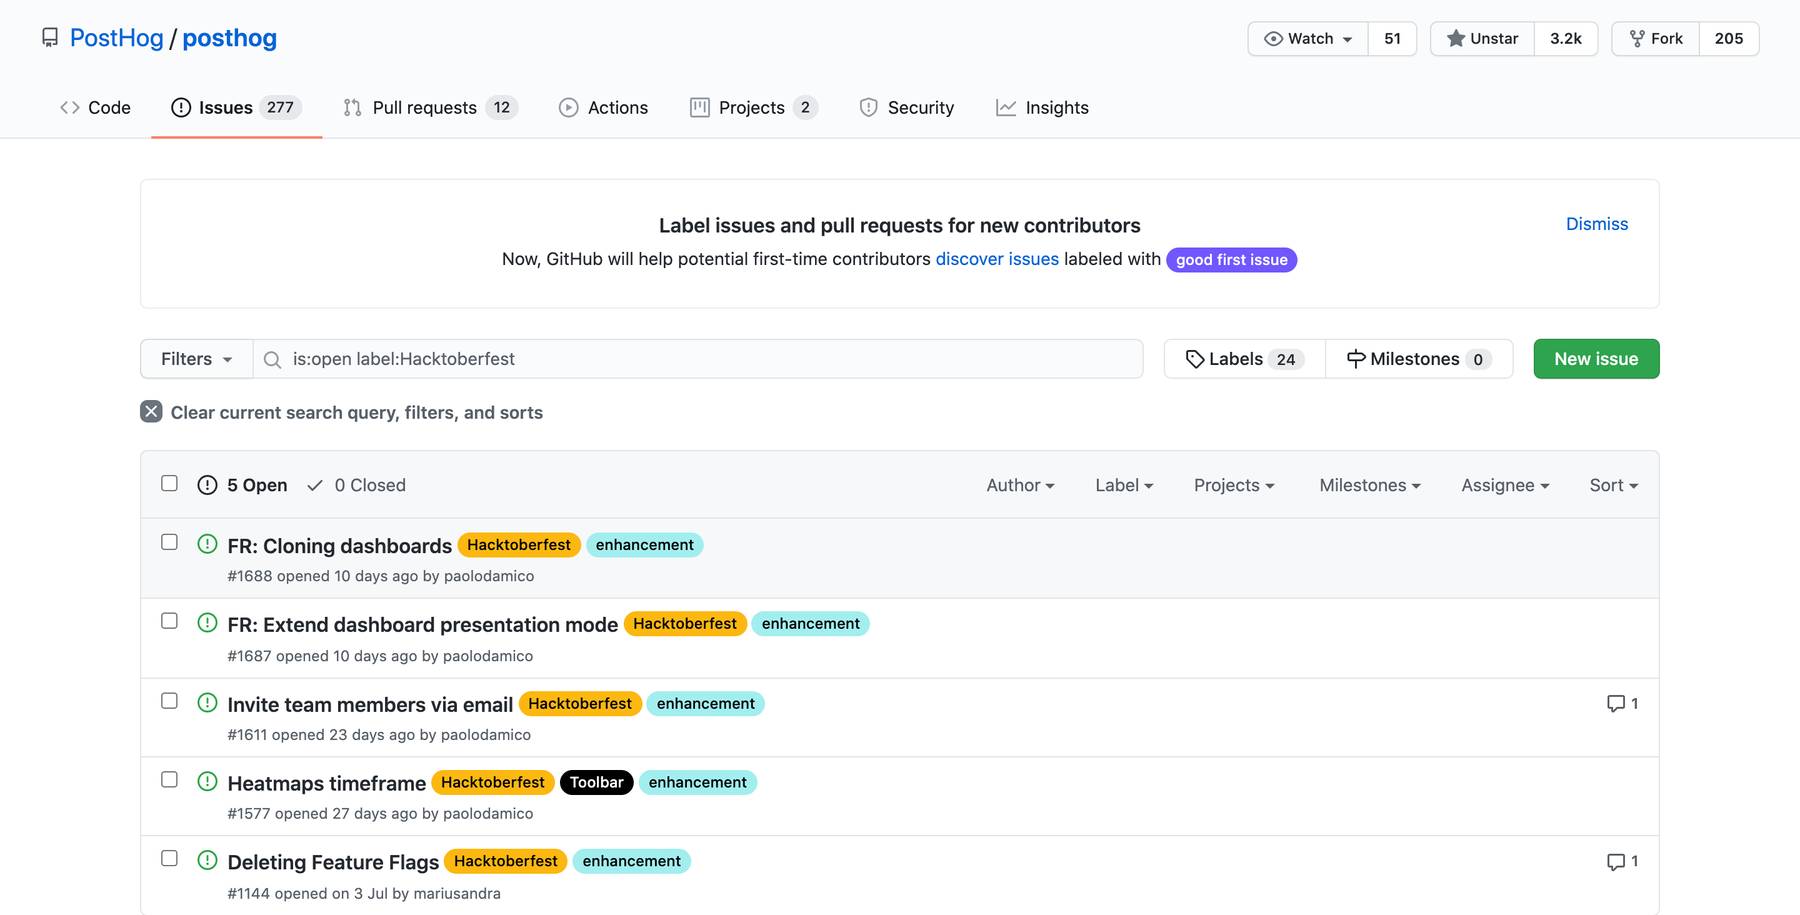 PostHog / posthog
Watch 51 Unstar 3.2k Fork 205
Code Issues 277 Pull requests 12 Actions Projects 2 Security Insights
Label issues and pull requests for new contributors
Dismiss
Now, GitHub will help potential first-time contributors discover issues labeled with good first issue
Filters is:open label:Hacktoberfest Labels 24 Milestones 0 New issue
Clear current search query, filters, and sorts
5 Open 0 Closed Author Label Projects Milestones Assignee Sort
FR: Cloning dashboards Hacktoberfest enhancement
#1688 opened 10 days ago by paolodamico
FR: Extend dashboard presentation mode Hacktoberfest enhancement
#1687 opened 10 days ago by paolodamico
Invite team members via email Hacktoberfest enhancement 1
#1611 opened 23 days ago by paolodamico
Heatmaps timeframe Hacktoberfest Toolbar enhancement
#1577 opened 27 days ago by paolodamico
Deleting Feature Flags Hacktoberfest enhancement 1
#1144 opened on 3 Jul by mariusandra